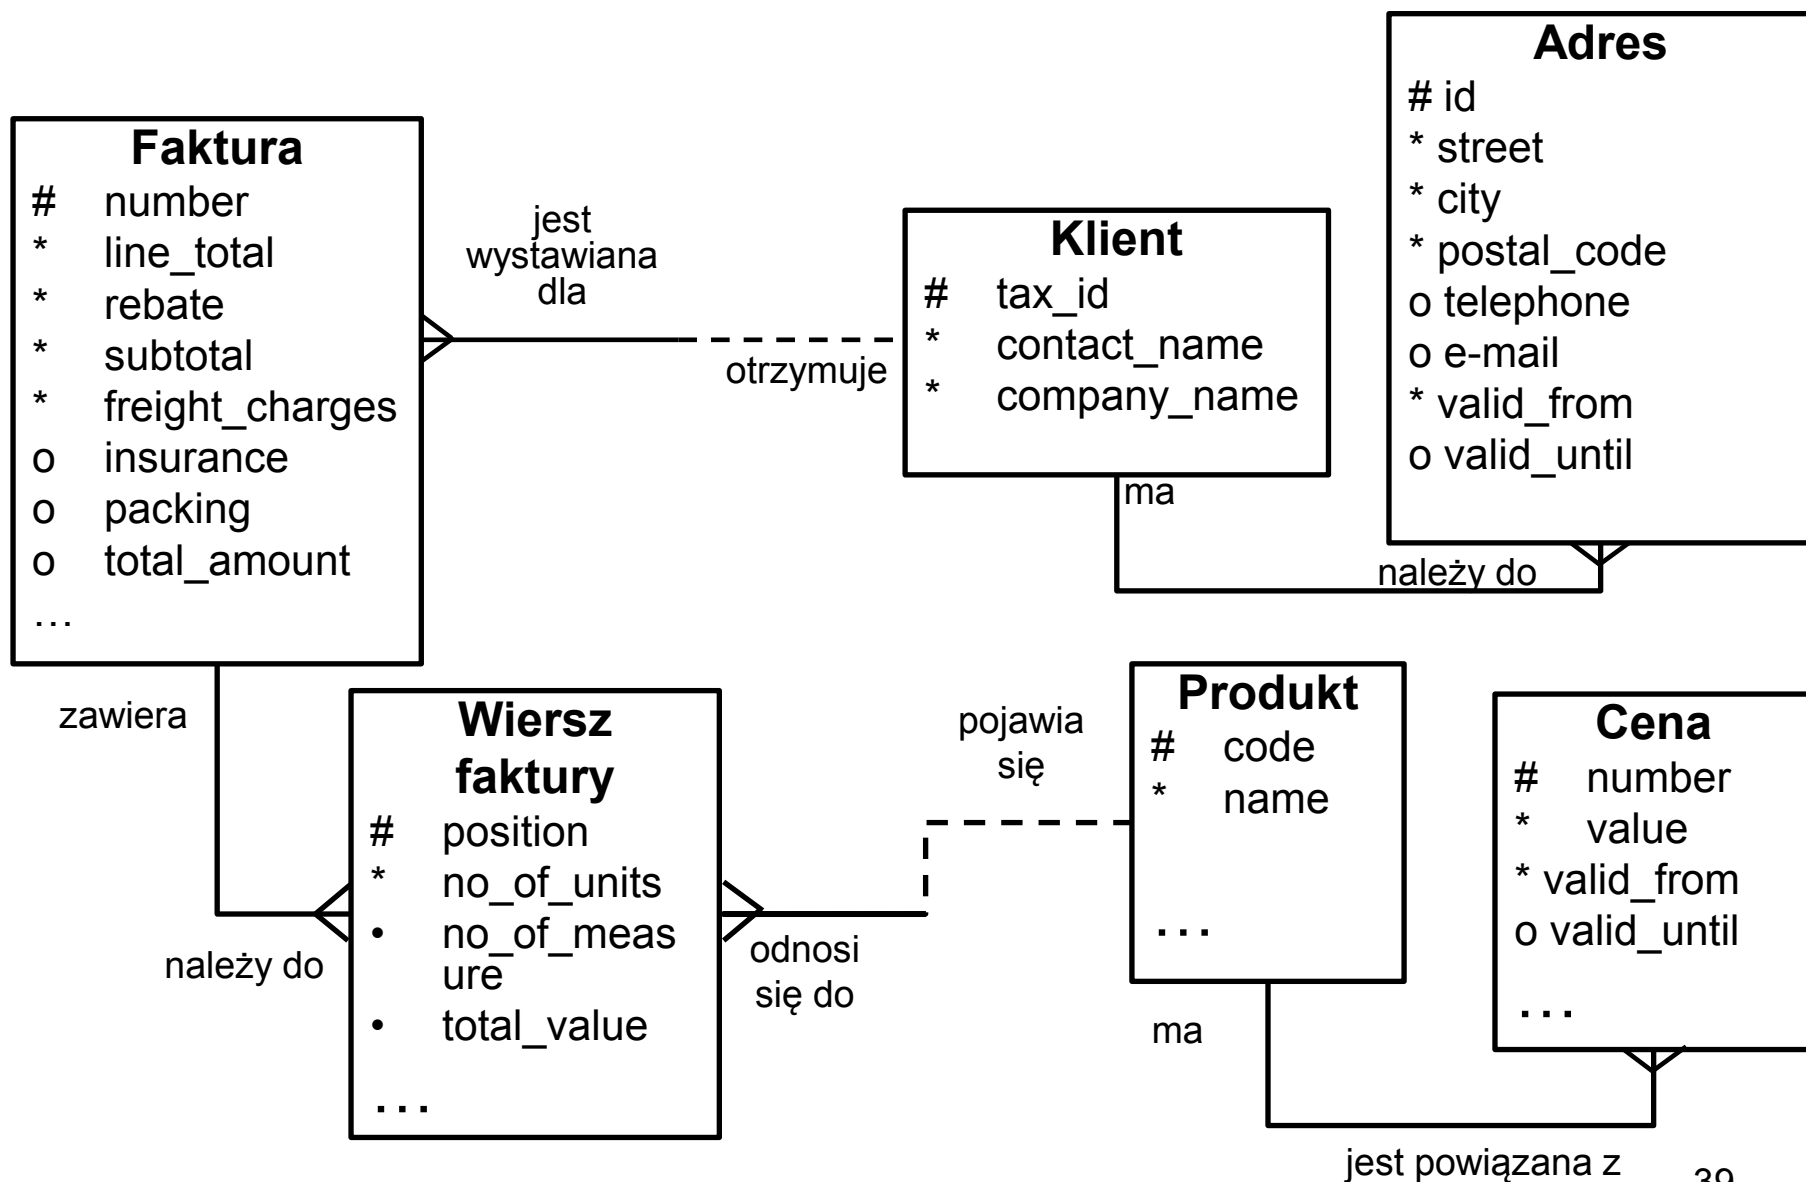 Faktura
# number
* line_total
* rebate
* subtotal
* freight_charges
o insurance
o packing
o total_amount
…
jest
wystawiana
dla
otrzymuje
Klient
# tax_id
* contact_name
* company_name
ma
należy do
Adres
# id
* street
* city
* postal_code
o telephone
o e-mail
* valid_from
o valid_until
zawiera
należy do
Wiersz
faktury
# position
* no_of_units
• no_of_meas
ure
• total_value
…
odnosi
się do
pojawia
się
Produkt
# code
* name
…
ma
jest powiązana z
Cena
# number
* value
* valid_from
o valid_until
…
39